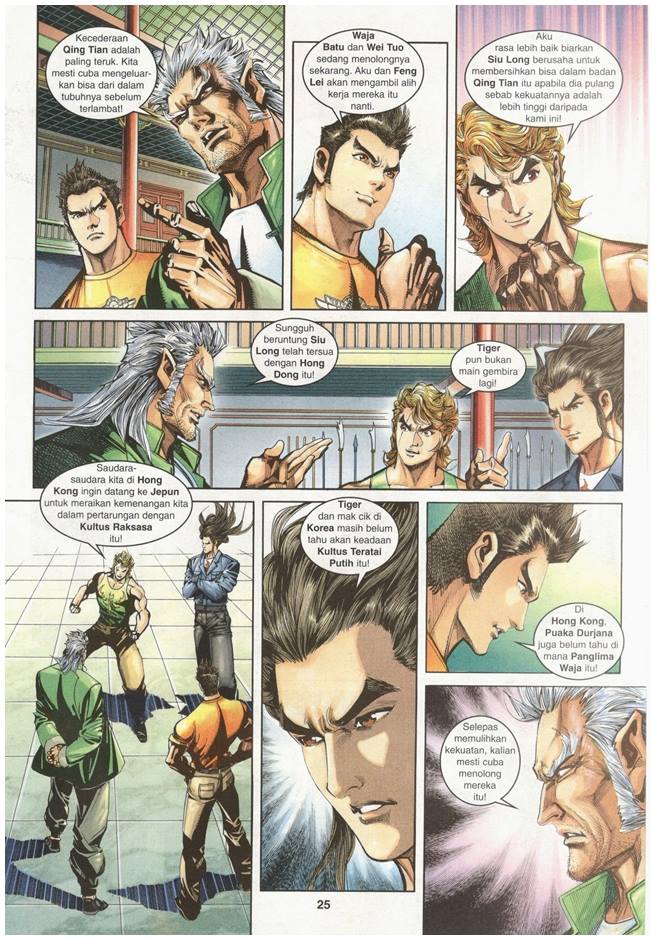 Kecederaan
Qing Tian adalah
paling teruk. Kita
mesti cuba mengeluar-
kan bisa dari dalam
tubuhnya sebelum
terlambat!
Waja
Batu dan Wei Tuo
sedang menolongnya
sekarang. Aku dan Feng
Lei akan mengambil alih
kerja mereka itu
nanti.
Aku
rasa lebih baik biarkan
Siu Long berusaha untuk
membersihkan bisa dalam badan
Qing Tian itu apabila dia pulang
sebab kekuatannya adalah
lebih tinggi daripada
kami ini!
Sungguh
beruntung Siu
Long telah tersua
dengan Hong
Dong itu!
Tiger
pun bukan
main gembira
lagi!
Saudara-
saudara kita di Hong
Kong ingin datang ke Jepun
untuk meraikan kemenangan kita
dalam pertarungan dengan
Kultus Raksasa
itu!
Tiger
dan mak cik di
Korea masih belum
tahu akan keadaan
Kultus Teratai
Putih itu!
Di
Hong Kong,
Puaka Durjana
juga belum tahu di
mana Panglima
Waja itu!
Selepas
memulihkan
kekuatan, kalian
mesti cuba
menolong
mereka
itu!
25